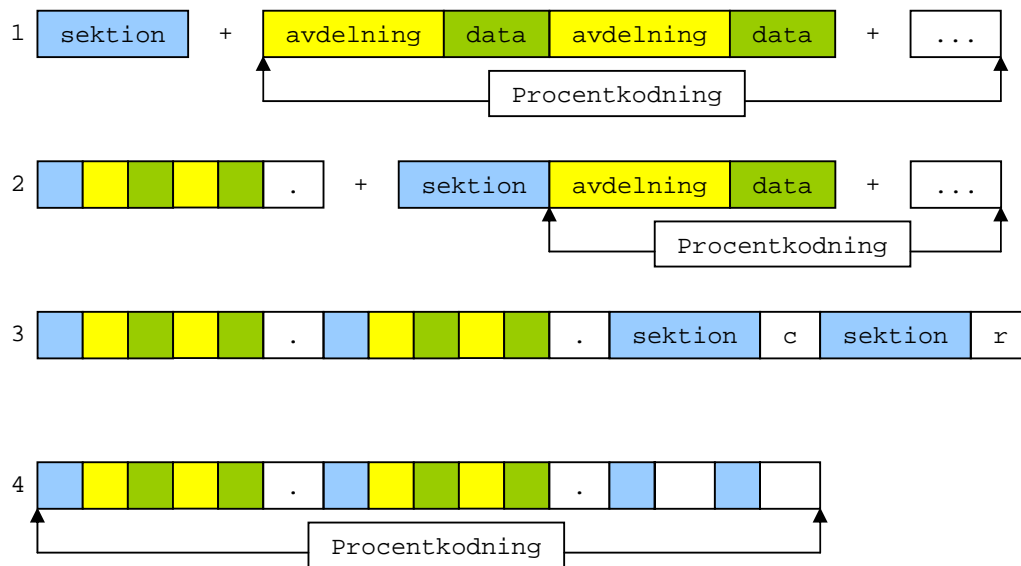 1 sektion + avdelning data avdelning data + ...
Procentkodning
2 . + sektion avdelning data + ...
Procentkodning
3 . . sektion c sektion r
4 . .
Procentkodning